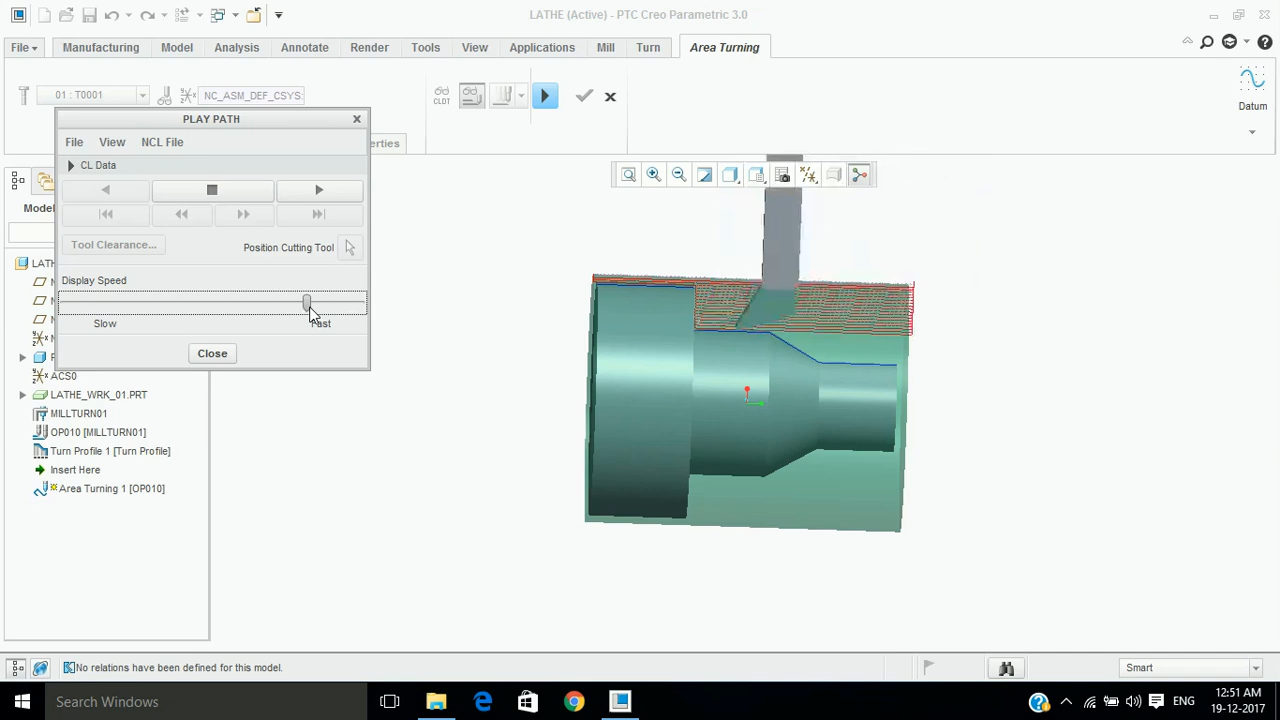 LATHE (Active) - PTC Creo Parametric 3.0
File
Manufacturing
Model
Analysis
Annotate
Render
Tools
View
Applications
Mill
Turn
Area Turning
01 : T0001
NC_ASM_DEF_CSYS:
CLDT
Datum
erties
PLAY PATH
File
View
NCL File
CL Data
Tool Clearance...
Position Cutting Tool
Display Speed
Slow
Fast
Close
Mode
LATH
ACS0
LATHE_WRK_01.PRT
MILLTURN01
OP010 [MILLTURN01]
Turn Profile 1 [Turn Profile]
Insert Here
Area Turning 1 [OP010]
No relations have been defined for this model.
Smart
Search Windows
ENG
12:51 AM
19-12-2017